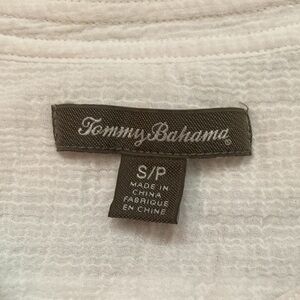 Tommy Bahama®
S/P
MADE IN
CHINA
FABRIQUE
EN CHINE